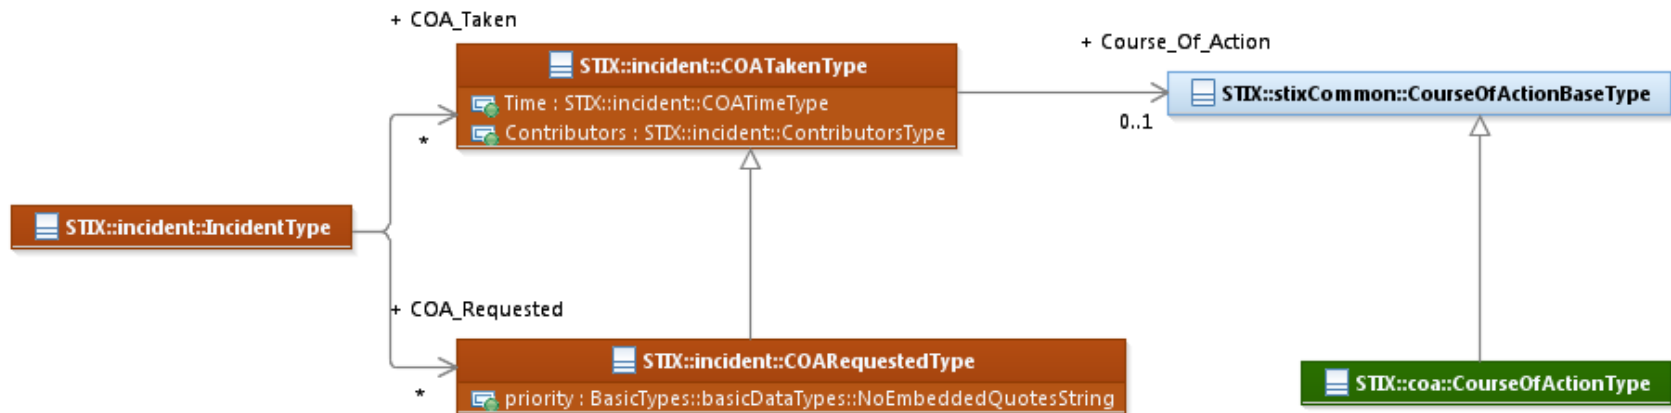 + COA_Taken
STIX::incident::COATakenType
Time : STIX::incident::COATimeType
Contributors : STIX::incident::ContributorsType
*
+ Course_Of_Action
STIX::stixCommon::CourseOfActionBaseType
0..1
STIX::incident::IncidentType
+ COA_Requested
STIX::incident::COARequestedType
priority : BasicTypes::basicDataTypes::NoEmbeddedQuotesString
*
STIX::coa::CourseOfActionType